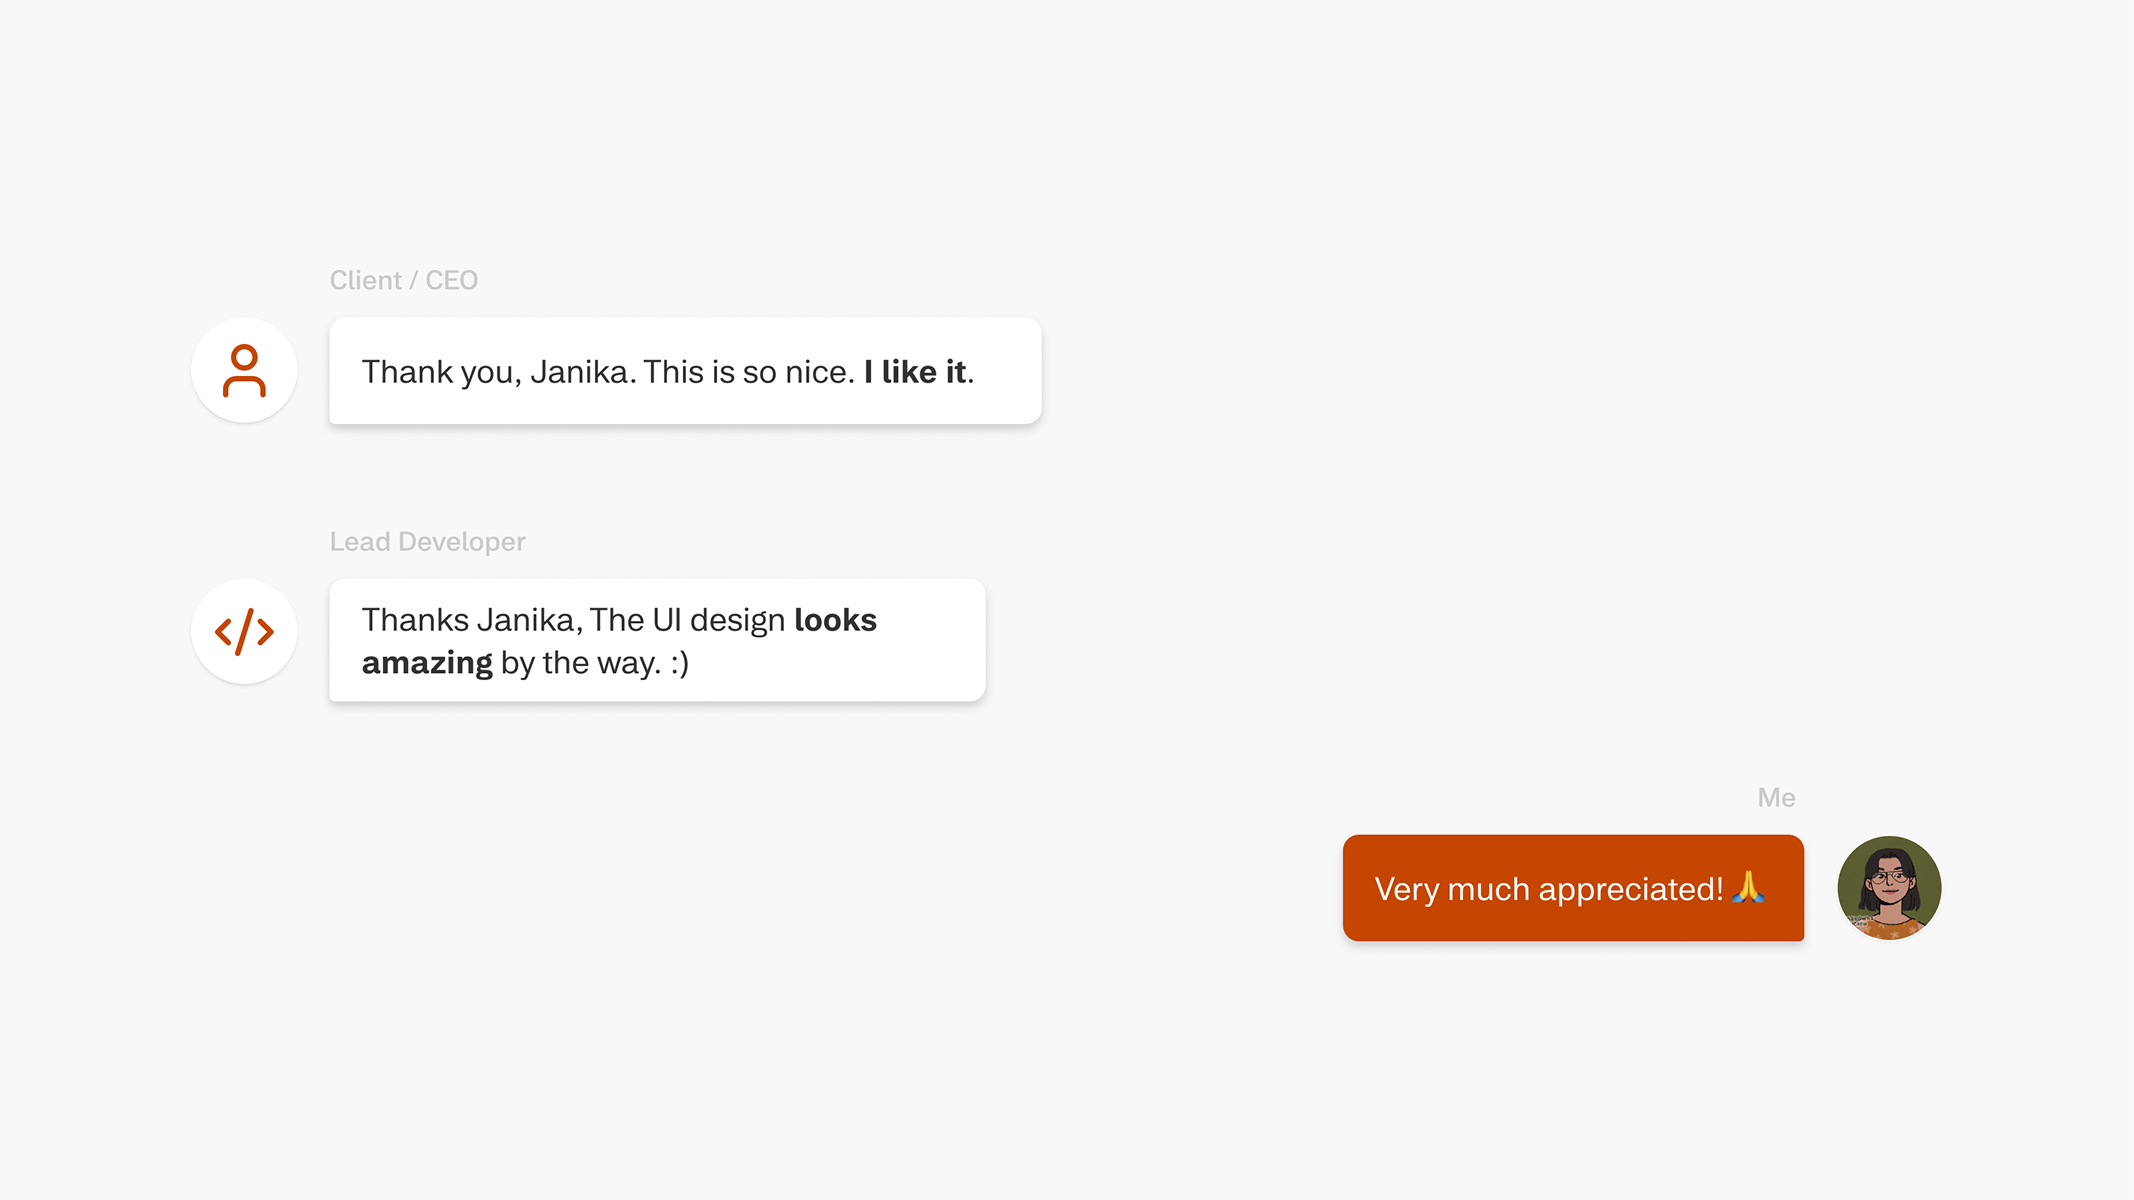 Client / CEO
Thank you, Janika. This is so nice. I like it.
Lead Developer
Thanks Janika, The UI design looks
amazing by the way. :)
Me
Very much appreciated! 🙏